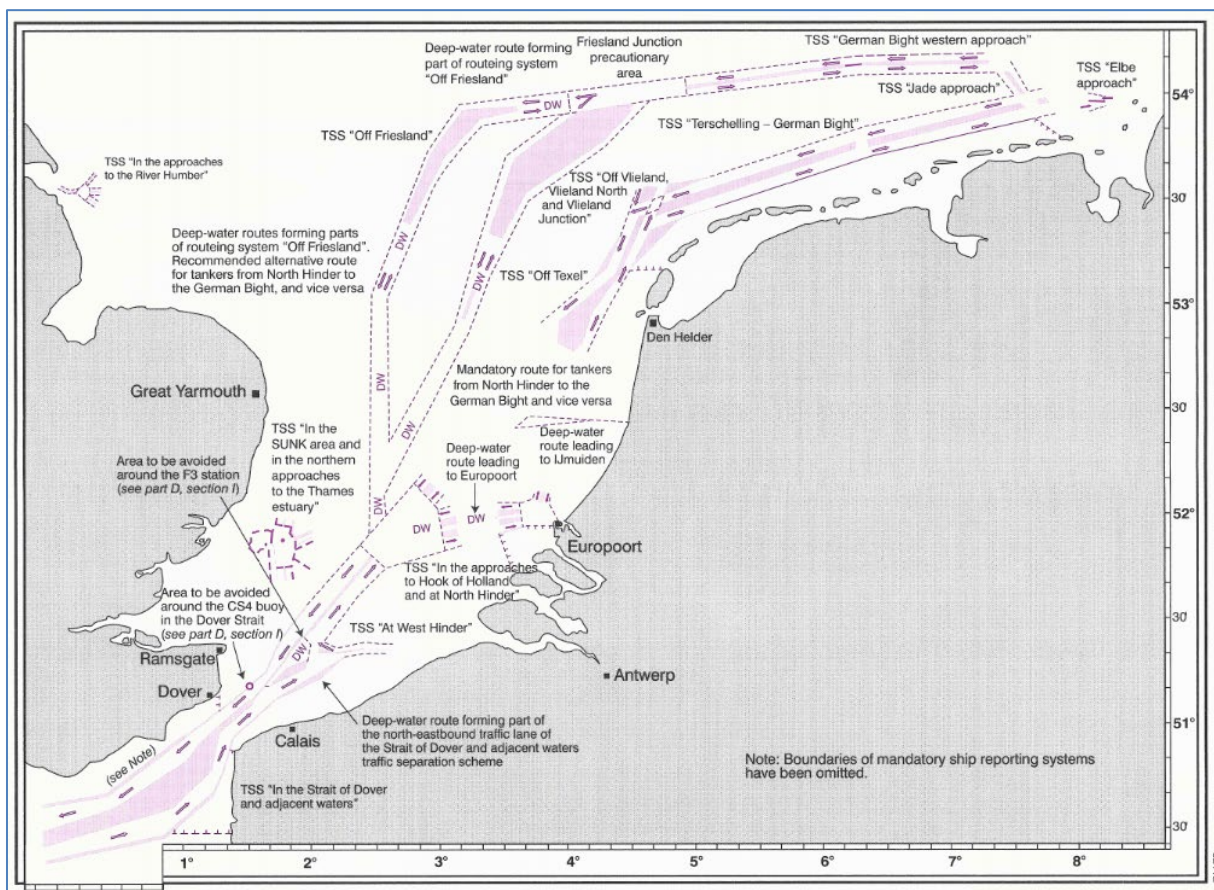 Deep-water route forming
part of routeing system
"Off Friesland"
Friesland Junction
precautionary
area
TSS "German Bight western approach"
TSS "Elbe
approach"
54°
TSS "Jade approach"
DW
TSS "Off Friesland"
TSS "Terschelling – German Bight"
TSS "In the approaches
to the River Humber"
TSS "Off Vlieland,
Vlieland North
and Vlieland
Junction"
30'
Deep-water routes forming parts
of routeing system "Off Friesland".
Recommended alternative route
for tankers from North Hinder to
the German Bight, and vice versa
DW
DW
TSS "Off Texel"
53°
Den Helder
Mandatory route for tankers
from North Hinder to the
German Bight and vice versa
DW
Great Yarmouth
30'
DW
TSS "In the
SUNK area and
in the northern
approaches
to the Thames
estuary"
Deep-water
route leading
to IJmuiden
Deep-water
route leading
to Europoort
Area to be avoided
around the F3 station
(see part D, section I)
DW
DW
DW
52°
Europoort
TSS "In the approaches
to Hook of Holland
and at North Hinder"
Area to be avoided
around the CS4 buoy
in the Dover Strait
(see part D, section I)
30'
TSS "At West Hinder"
DW
Ramsgate
Antwerp
Dover
51°
Calais
Deep-water route forming part of
the north-eastbound traffic lane of
the Strait of Dover and adjacent waters
traffic separation scheme
(see Note)
Note: Boundaries of mandatory ship reporting systems
have been omitted.
TSS "In the Strait of Dover
and adjacent waters"
30'
1°
2°
3°
4°
5°
6°
7°
8°